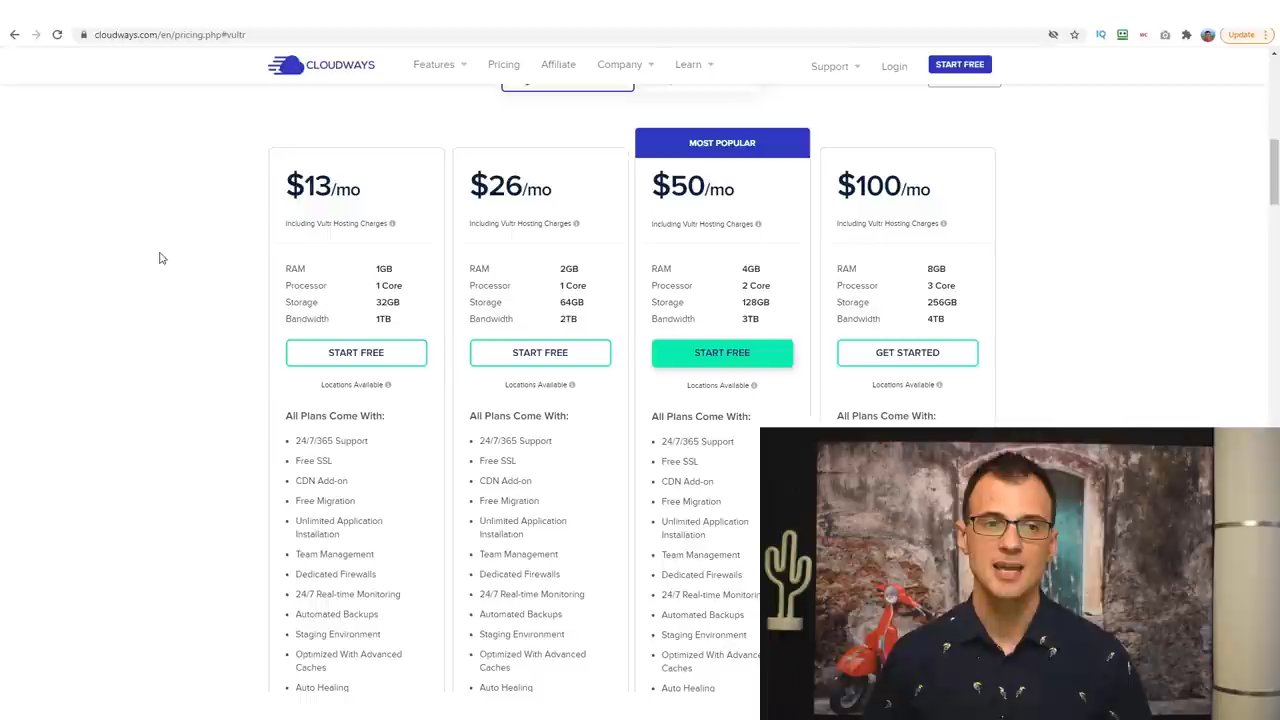 cloudways.com/en/pricing.php#vultr
Update
CLOUDWAYS
Features
Pricing
Affiliate
Company
Learn
Support
Login
START FREE
MOST POPULAR
$13/mo
Including Vultr Hosting Charges
RAM 1GB
Processor 1 Core
Storage 32GB
Bandwidth 1TB
START FREE
Locations Available
All Plans Come With:
• 24/7/365 Support
• Free SSL
• CDN Add-on
• Free Migration
• Unlimited Application
Installation
• Team Management
• Dedicated Firewalls
• 24/7 Real-time Monitoring
• Automated Backups
• Staging Environment
• Optimized With Advanced
Caches
• Auto Healing
$26/mo
Including Vultr Hosting Charges
RAM 2GB
Processor 1 Core
Storage 64GB
Bandwidth 2TB
START FREE
Locations Available
All Plans Come With:
• 24/7/365 Support
• Free SSL
• CDN Add-on
• Free Migration
• Unlimited Application
Installation
• Team Management
• Dedicated Firewalls
• 24/7 Real-time Monitoring
• Automated Backups
• Staging Environment
• Optimized With Advanced
Caches
• Auto Healing
$50/mo
Including Vultr Hosting Charges
RAM 4GB
Processor 2 Core
Storage 128GB
Bandwidth 3TB
START FREE
Locations Available
All Plans Come With:
• 24/7/365 Support
• Free SSL
• CDN Add-on
• Free Migration
• Unlimited Application
Installation
• Team Management
• Dedicated Firewalls
• 24/7 Real-time Monitorin
• Automated Backups
• Staging Environment
• Optimized With Advance
Caches
• Auto Healing
$100/mo
Including Vultr Hosting Charges
RAM 8GB
Processor 3 Core
Storage 256GB
Bandwidth 4TB
GET STARTED
Locations Available
All Plans Come With: